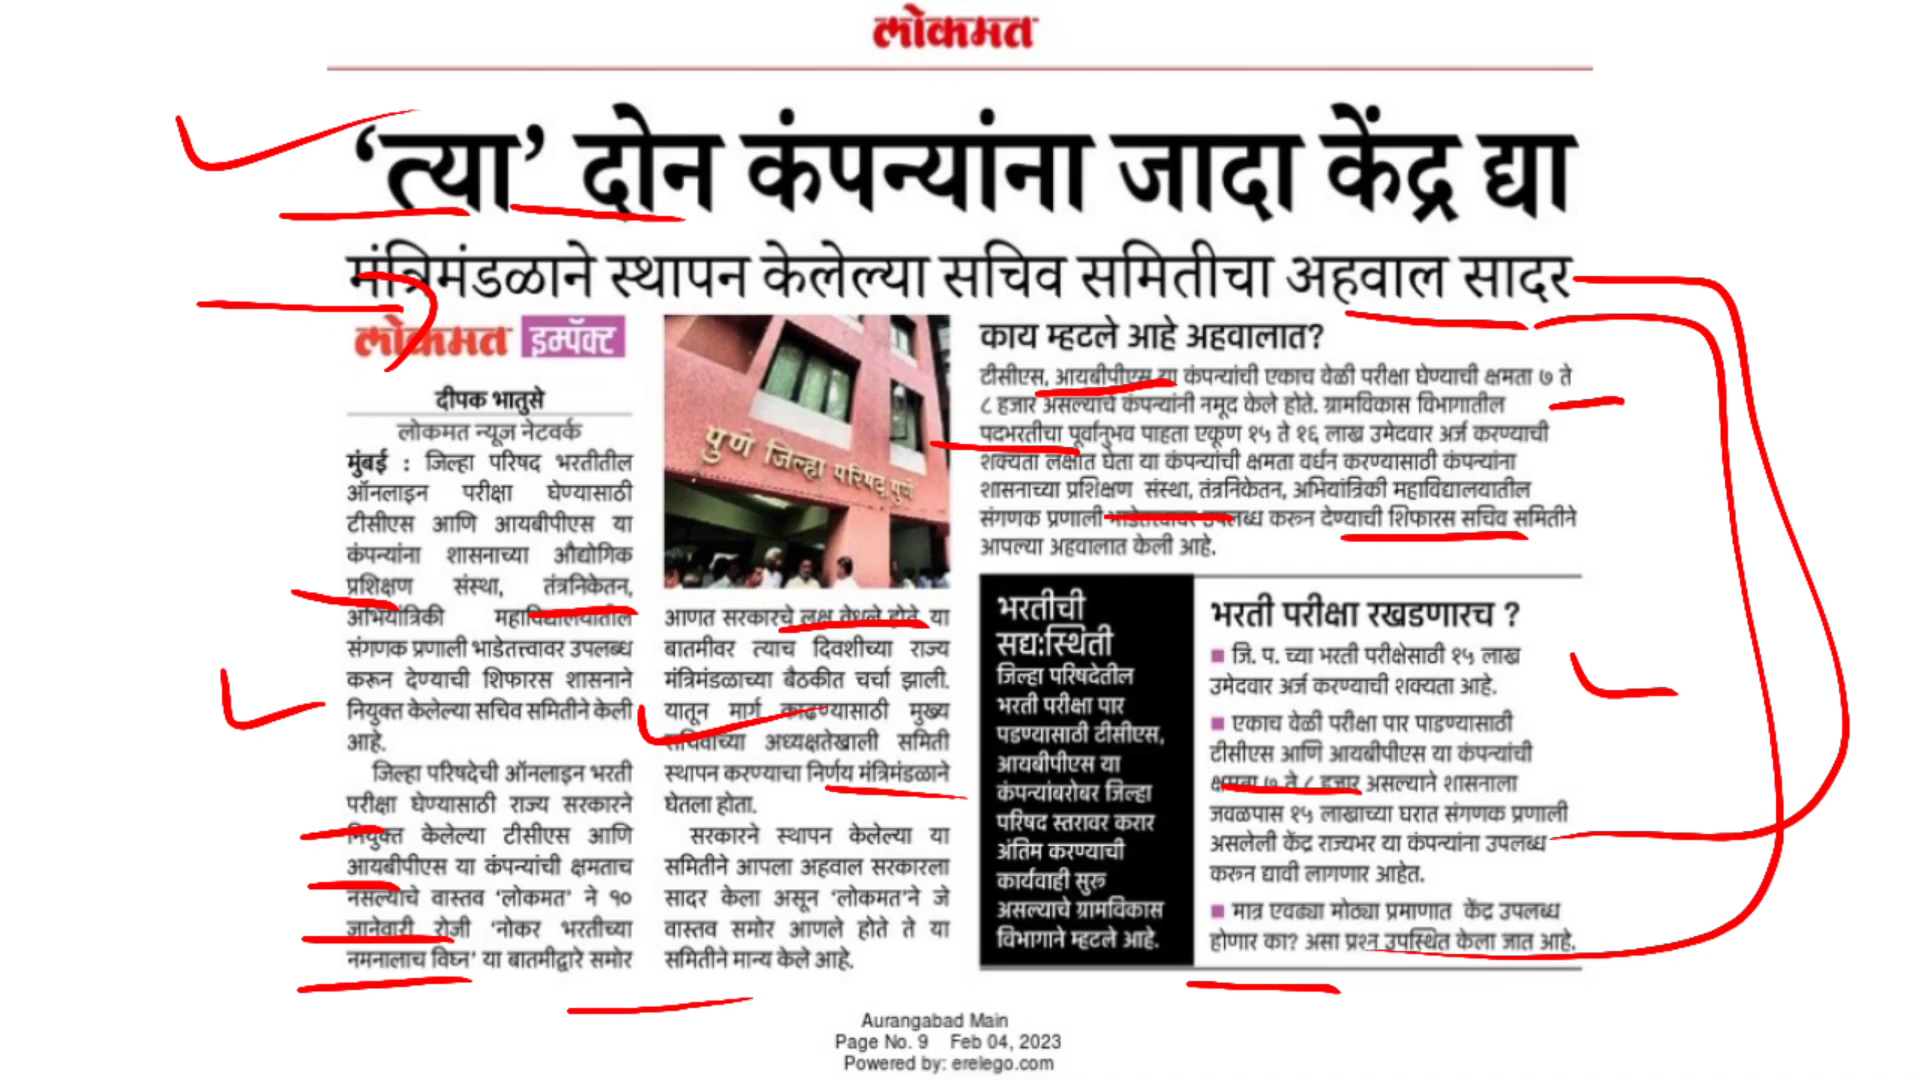 लोकमत
‘त्या’ दोन कंपन्यांना जादा केंद्र द्या
मंत्रिमंडळाने स्थापन केलेल्या सचिव समितीचा अहवाल सादर
लोकमत इम्पॅक्ट
दीपक भातुसे
लोकमत न्यूज नेटवर्क
मुंबई : जिल्हा परिषद भरतीतील
ऑनलाइन परीक्षा घेण्यासाठी
टीसीएस आणि आयबीपीएस या
कंपन्यांना शासनाच्या औद्योगिक
प्रशिक्षण संस्था, तंत्रनिकेतन,
अभियांत्रिकी महाविद्यालयातील
संगणक प्रणाली भाडेतत्त्वावर उपलब्ध
करून देण्याची शिफारस शासनाने
नियुक्त केलेल्या सचिव समितीने केली
आहे.
जिल्हा परिषदेची ऑनलाइन भरती
परीक्षा घेण्यासाठी राज्य सरकारने
नियुक्त केलेल्या टीसीएस आणि
आयबीपीएस या कंपन्यांची क्षमताच
नसल्याचे वास्तव ‘लोकमत’ ने १०
जानेवारी रोजी ‘नोकर भरतीच्या
नमनालाच विघ्न’ या बातमीद्वारे समोर
पुणे जिल्हा परिषद, पुणे
आणत सरकारचे लक्ष वेधले होते. या
बातमीवर त्याच दिवशीच्या राज्य
मंत्रिमंडळाच्या बैठकीत चर्चा झाली.
यातून मार्ग काढण्यासाठी मुख्य
सचिवांच्या अध्यक्षतेखाली समिती
स्थापन करण्याचा निर्णय मंत्रिमंडळाने
घेतला होता.
सरकारने स्थापन केलेल्या या
समितीने आपला अहवाल सरकारला
सादर केला असून ‘लोकमत’ने जे
वास्तव समोर आणले होते ते या
समितीने मान्य केले आहे.
काय म्हटले आहे अहवालात?
टीसीएस, आयबीपीएस या कंपन्यांची एकाच वेळी परीक्षा घेण्याची क्षमता ७ ते
८ हजार असल्याचे कंपन्यांनी नमूद केले होते. ग्रामविकास विभागातील
पदभरतीचा पूर्वानुभव पाहता एकूण १५ ते १६ लाख उमेदवार अर्ज करण्याची
शक्यता लक्षात घेता या कंपन्यांची क्षमता वर्धन करण्यासाठी कंपन्यांना
शासनाच्या प्रशिक्षण संस्था, तंत्रनिकेतन, अभियांत्रिकी महाविद्यालयातील
संगणक प्रणाली भाडेतत्त्वावर उपलब्ध करून देण्याची शिफारस सचिव समितीने
आपल्या अहवालात केली आहे.
भरतीची
सद्य:स्थिती
जिल्हा परिषदेतील
भरती परीक्षा पार
पडण्यासाठी टीसीएस,
आयबीपीएस या
कंपन्यांबरोबर जिल्हा
परिषद स्तरावर करार
अंतिम करण्याची
कार्यवाही सुरू
असल्याचे ग्रामविकास
विभागाने म्हटले आहे.
भरती परीक्षा रखडणारच ?
■ जि. प. च्या भरती परीक्षेसाठी १५ लाख
उमेदवार अर्ज करण्याची शक्यता आहे.
■ एकाच वेळी परीक्षा पार पाडण्यासाठी
टीसीएस आणि आयबीपीएस या कंपन्यांची
क्षमता ७ ते ८ हजार असल्याने शासनाला
जवळपास १५ लाखाच्या घरात संगणक प्रणाली
असलेली केंद्र राज्यभर या कंपन्यांना उपलब्ध
करून द्यावी लागणार आहेत.
■ मात्र एवढ्या मोठ्या प्रमाणात केंद्र उपलब्ध
होणार का? असा प्रश्न उपस्थित केला जात आहे.
Aurangabad Main
Page No. 9 Feb 04, 2023
Powered by: erelego.com